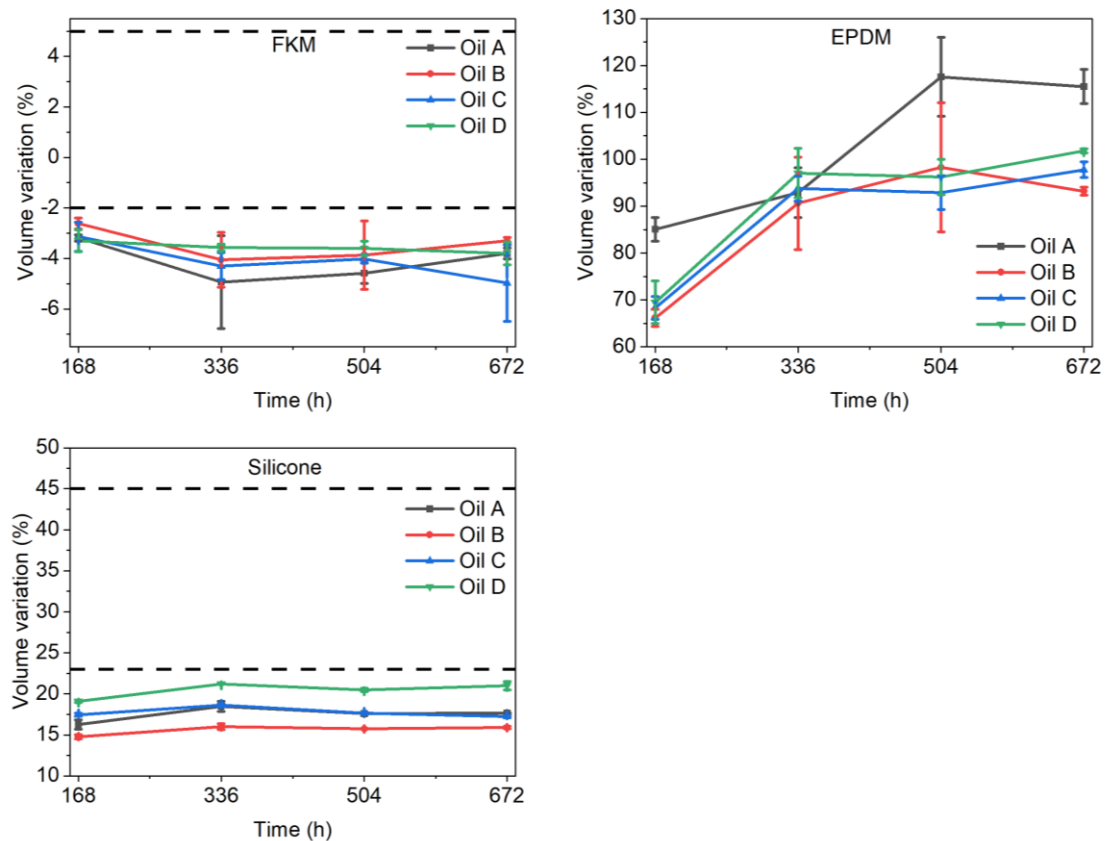 FKM
Oil A
Oil B
Oil C
Oil D
4
2
0
-2
-4
-6
Volume variation (%)
168
336
504
672
Time (h)
EPDM
130
120
110
100
90
80
70
60
Volume variation (%)
Oil A
Oil B
Oil C
Oil D
168
336
504
672
Time (h)
Silicone
50
45
40
35
30
25
20
15
10
Volume variation (%)
Oil A
Oil B
Oil C
Oil D
168
336
504
672
Time (h)